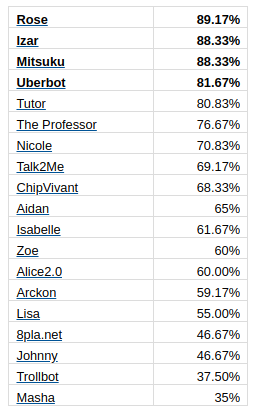 Rose 89.17%
Izar 88.33%
Mitsuku 88.33%
Uberbot 81.67%
Tutor 80.83%
The Professor 76.67%
Nicole 70.83%
Talk2Me 69.17%
ChipVivant 68.33%
Aidan 65%
Isabelle 61.67%
Zoe 60%
Alice2.0 60.00%
Arckon 59.17%
Lisa 55.00%
8pla.net 46.67%
Johnny 46.67%
Trollbot 37.50%
Masha 35%